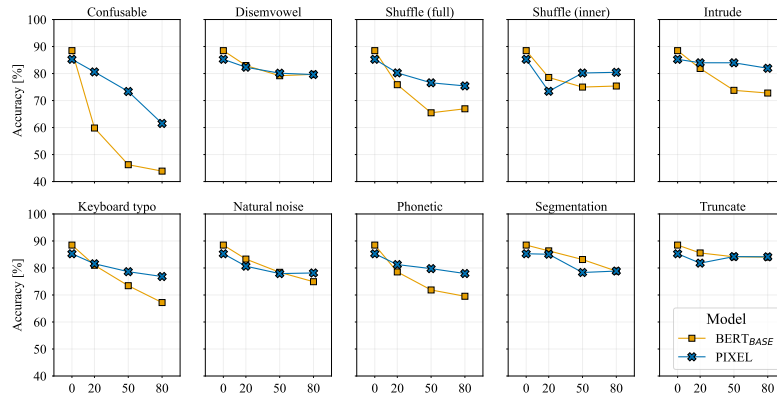 Confusable Disemvowel Shuffle (full) Shuffle (inner) Intrude
100
90
80
70
60
50
40
Accuracy [%]
Keyboard typo Natural noise Phonetic Segmentation Truncate
100
90
80
70
60
50
40
Accuracy [%]
Model
BERT_BASE
PIXEL
0 20 50 80 0 20 50 80 0 20 50 80 0 20 50 80 0 20 50 80